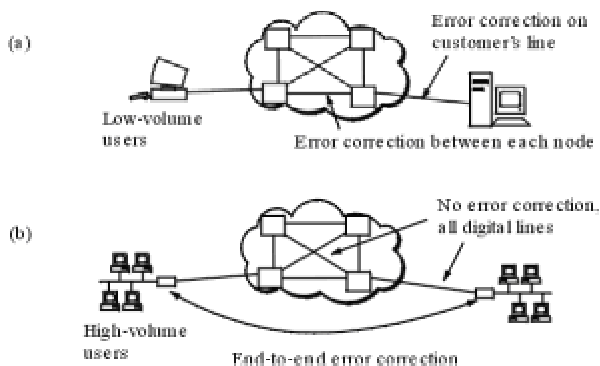 (a)
Error correction on
customer's line
Low-volume
users
Error correction between each node
(b)
No error correction,
all digital lines
High-volume
users
End-to-end error correction